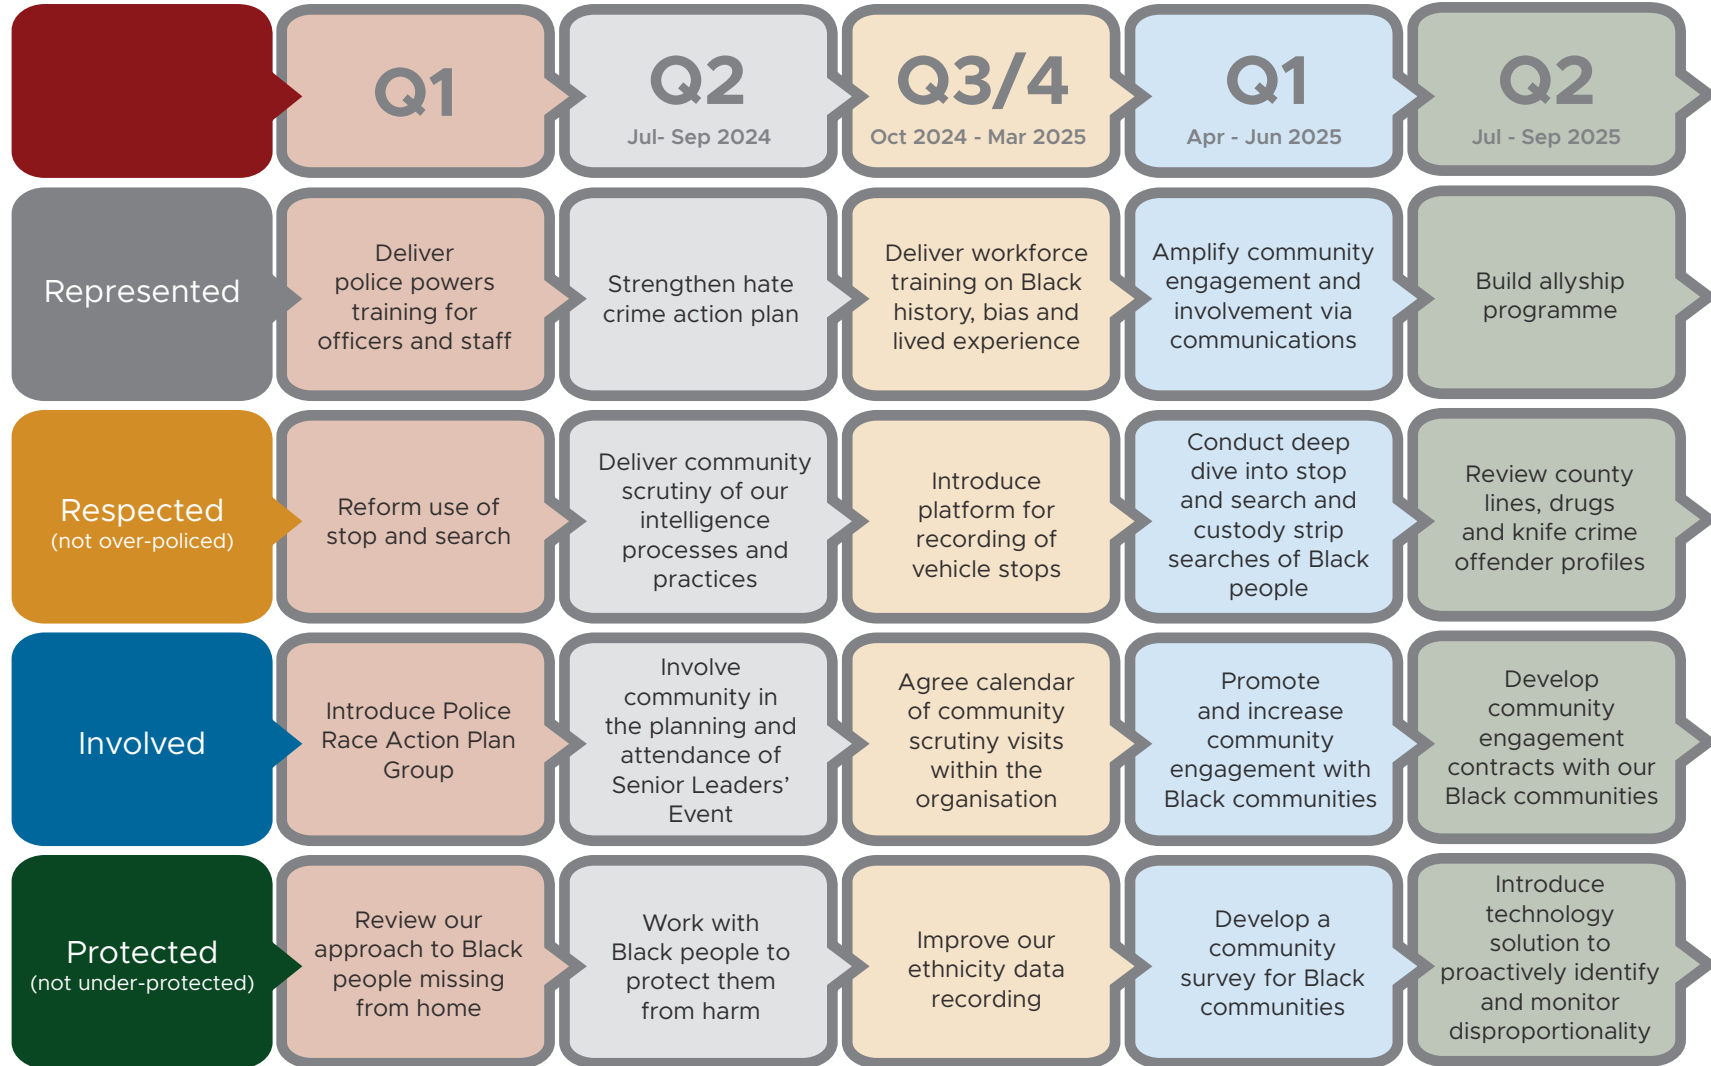 Q1
Q2
Jul- Sep 2024
Q3/4
Oct 2024 - Mar 2025
Q1
Apr - Jun 2025
Q2
Jul - Sep 2025
Represented
Deliver
police powers
training for
officers and staff
Strengthen hate
crime action plan
Deliver workforce
training on Black
history, bias and
lived experience
Amplify community
engagement and
involvement via
communications
Build allyship
programme
Respected
(not over-policed)
Reform use of
stop and search
Deliver community
scrutiny of our
intelligence
processes and
practices
Introduce
platform for
recording of
vehicle stops
Conduct deep
dive into stop
and search and
custody strip
searches of Black
people
Review county
lines, drugs
and knife crime
offender profiles
Involved
Introduce Police
Race Action Plan
Group
Involve
community in
the planning and
attendance of
Senior Leaders’
Event
Agree calendar
of community
scrutiny visits
within the
organisation
Promote
and increase
community
engagement with
Black communities
Develop
community
engagement
contracts with our
Black communities
Protected
(not under-protected)
Review our
approach to Black
people missing
from home
Work with
Black people to
protect them
from harm
Improve our
ethnicity data
recording
Develop a
community
survey for Black
communities
Introduce
technology
solution to
proactively identify
and monitor
disproportionality